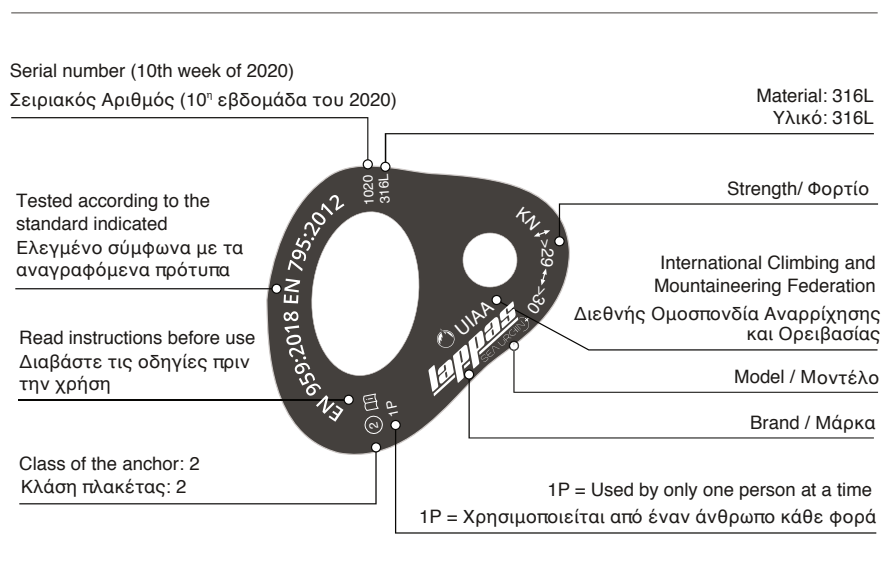 Serial number (10th week of 2020)
Σειριακός Αριθμός (10η εβδομάδα του 2020)
Material: 316L
Υλικό: 316L
Tested according to the
standard indicated
Ελεγμένο σύμφωνα με τα
αναγραφόμενα πρότυπα
Strength/ Φορτίο
International Climbing and
Mountaineering Federation
Διεθνής Ομοσπονδία Αναρρίχησης
και Ορειβασίας
Read instructions before use
Διαβάστε τις οδηγίες πριν
την χρήση
Model / Μοντέλο
Brand / Μάρκα
Class of the anchor: 2
Κλάση πλακέτας: 2
1P = Used by only one person at a time
1P = Χρησιμοποιείται από έναν άνθρωπο κάθε φορά
1020
316L
EN 959:2018 EN 795:2012
KN↔>29↔>30
UIAA
lappas
SEA URCHIN
2
1P